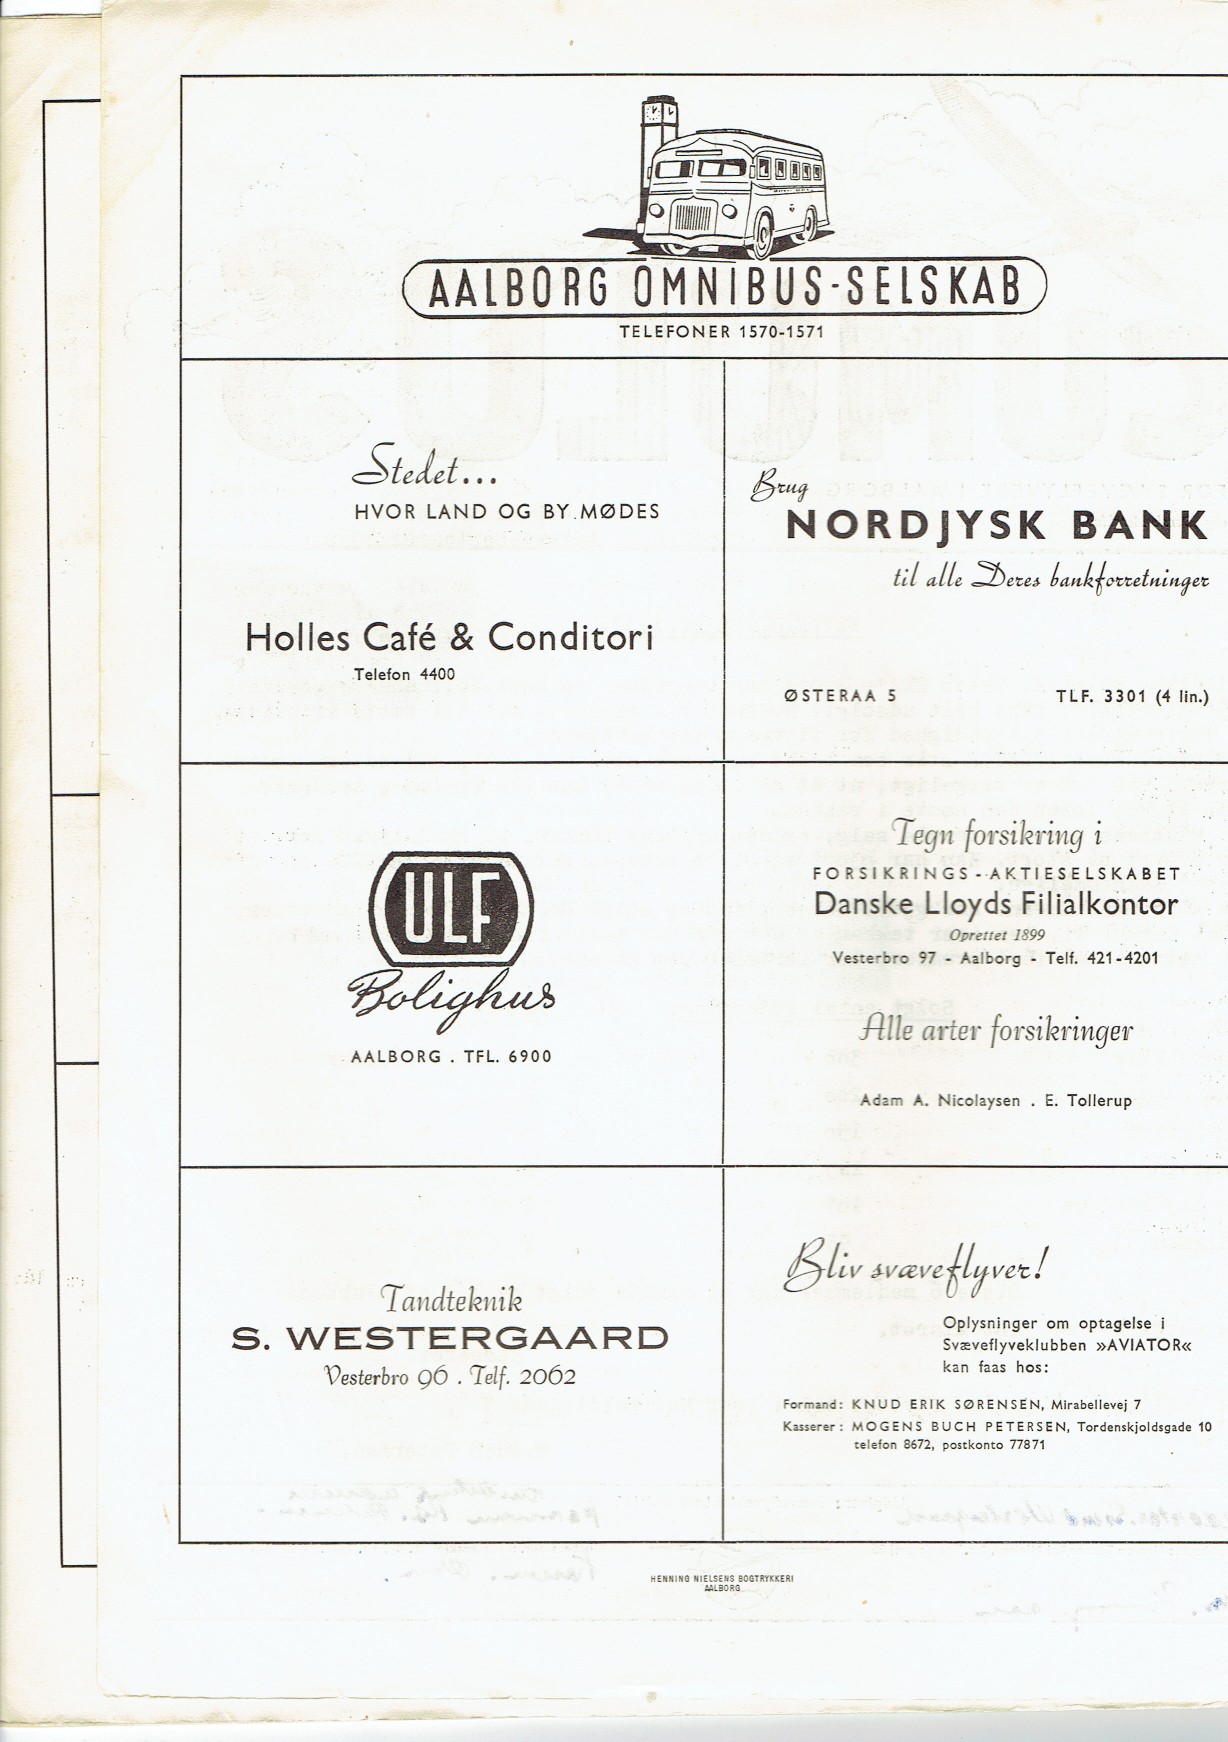 AALBORG OMNIBUS-SELSKAB
TELEFONER 1570-1571
Stedet...
HVOR LAND OG BY MØDES
Holles Café & Conditori
Telefon 4400
Brug
NORDJYSK BANK
til alle Deres bankforretninger
ØSTERAA 5 TLF. 3301 (4 lin.)
ULF
Bolighus
AALBORG . TFL. 6900
Tegn forsikring i
FORSIKRINGS-AKTIESELSKABET
Danske Lloyds Filialkontor
Oprettet 1899
Vesterbro 97 - Aalborg - Telf. 421-4201
Alle arter forsikringer
Adam A. Nicolaysen . E. Tollerup
Tandteknik
S. WESTERGAARD
Vesterbro 96 . Telf. 2062
Bliv svæveflyver!
Oplysninger om optagelse i
Svæveflyveklubben »AVIATOR«
kan faas hos:
Formand: KNUD ERIK SØRENSEN, Mirabellevej 7
Kasserer: MOGENS BUCH PETERSEN, Tordenskjoldsgade 10
telefon 8672, postkonto 77871
HENNING NIELSENS BOGTRYKKERI
AALBORG